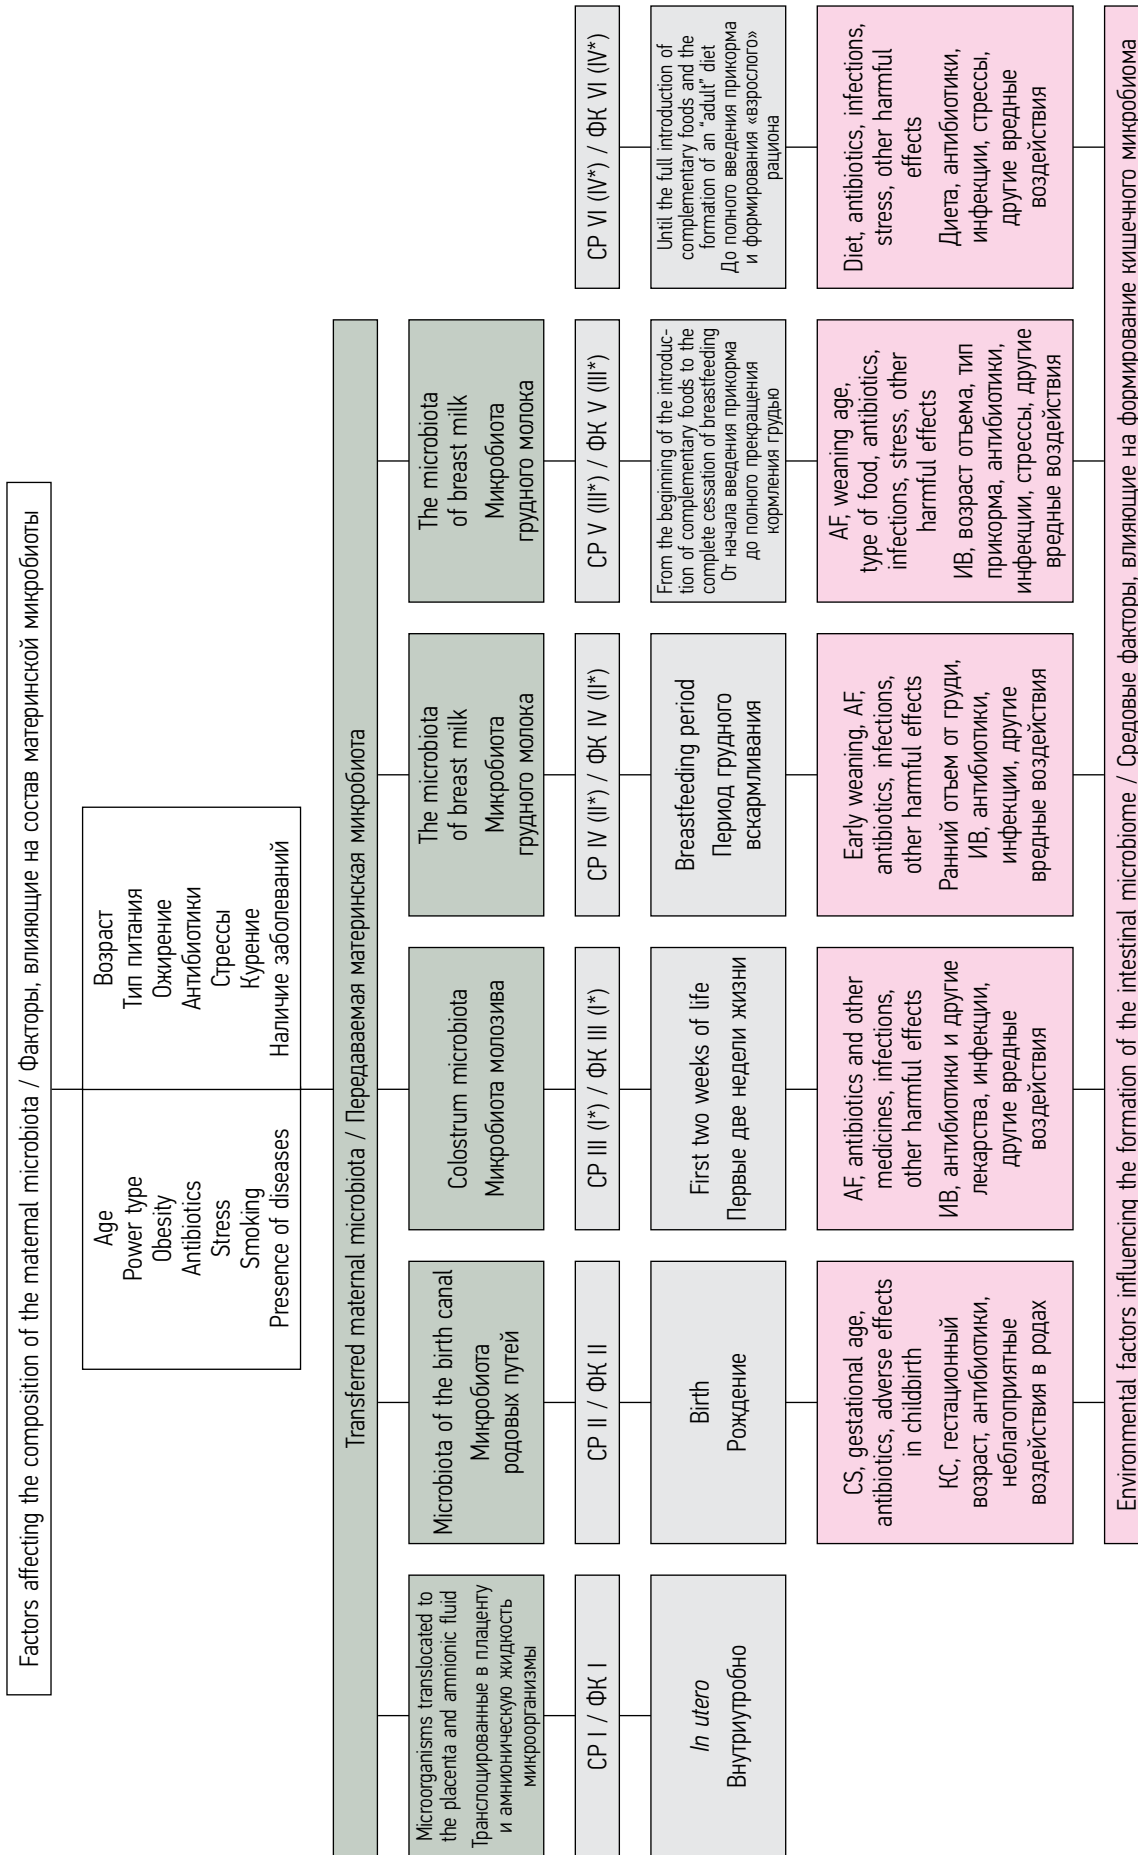 Factors affecting the composition of the maternal microbiota / Факторы, влияющие на состав материнской микробиоты
Age
Power type
Obesity
Antibiotics
Stress
Smoking
Presence of diseases
Возраст
Тип питания
Ожирение
Антибиотики
Стрессы
Курение
Наличие заболеваний
Transferred maternal microbiota / Передаваемая материнская микробиота
Microorganisms translocated to
the placenta and amnionic fluid
Транслоцированные в плаценту
и амнионическую жидкость
микроорганизмы
Microbiota of the birth canal
Микробиота
родовых путей
Colostrum microbiota
Микробиота молозива
The microbiota
of breast milk
Микробиота
грудного молока
The microbiota
of breast milk
Микробиота
грудного молока
CP I / ФК I
CP II / ФК II
CP III (I*) / ФК III (I*)
CP IV (II*) / ФК IV (II*)
CP V (III*) / ФК V (III*)
CP VI (IV*) / ФК VI (IV*)
In utero
Внутриутробно
Birth
Рождение
First two weeks of life
Первые две недели жизни
Breastfeeding period
Период грудного
вскармливания
From the beginning of the introduc-
tion of complementary foods to the
complete cessation of breastfeeding
От начала введения прикорма
до полного прекращения
кормления грудью
Until the full introduction of
complementary foods and the
formation of an "adult" diet
До полного введения прикорма
и формирования «взрослого»
рациона
CS, gestational age,
antibiotics, adverse effects
in childbirth
КС, гестационный
возраст, антибиотики,
неблагоприятные
воздействия в родах
AF, antibiotics and other
medicines, infections,
other harmful effects
ИВ, антибиотики и другие
лекарства, инфекции,
другие вредные
воздействия
Early weaning, AF,
antibiotics, infections,
other harmful effects
Ранний отъем от груди,
ИВ, антибиотики,
инфекции, другие
вредные воздействия
AF, weaning age,
type of food, antibiotics,
infections, stress, other
harmful effects
ИВ, возраст отъема, тип
прикорма, антибиотики,
инфекции, стрессы, другие
вредные воздействия
Diet, antibiotics, infections,
stress, other harmful
effects
Диета, антибиотики,
инфекции, стрессы,
другие вредные
воздействия
Environmental factors influencing the formation of the intestinal microbiome / Средовые факторы, влияющие на формирование кишечного микробиома